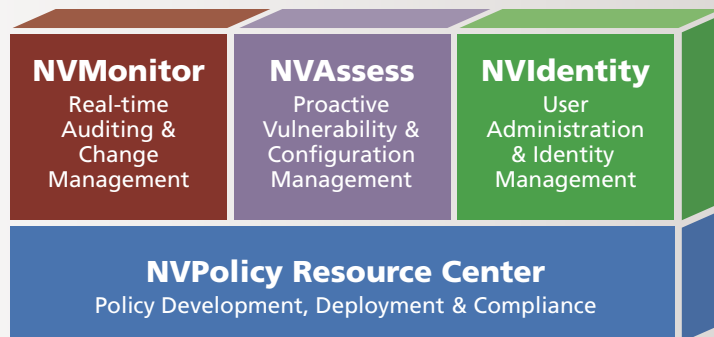 NVMonitor
Real-time
Auditing &
Change
Management
NVAssess
Proactive
Vulnerability &
Configuration
Management
NVIdentity
User
Administration
& Identity
Management
NVPolicy Resource Center
Policy Development, Deployment & Compliance